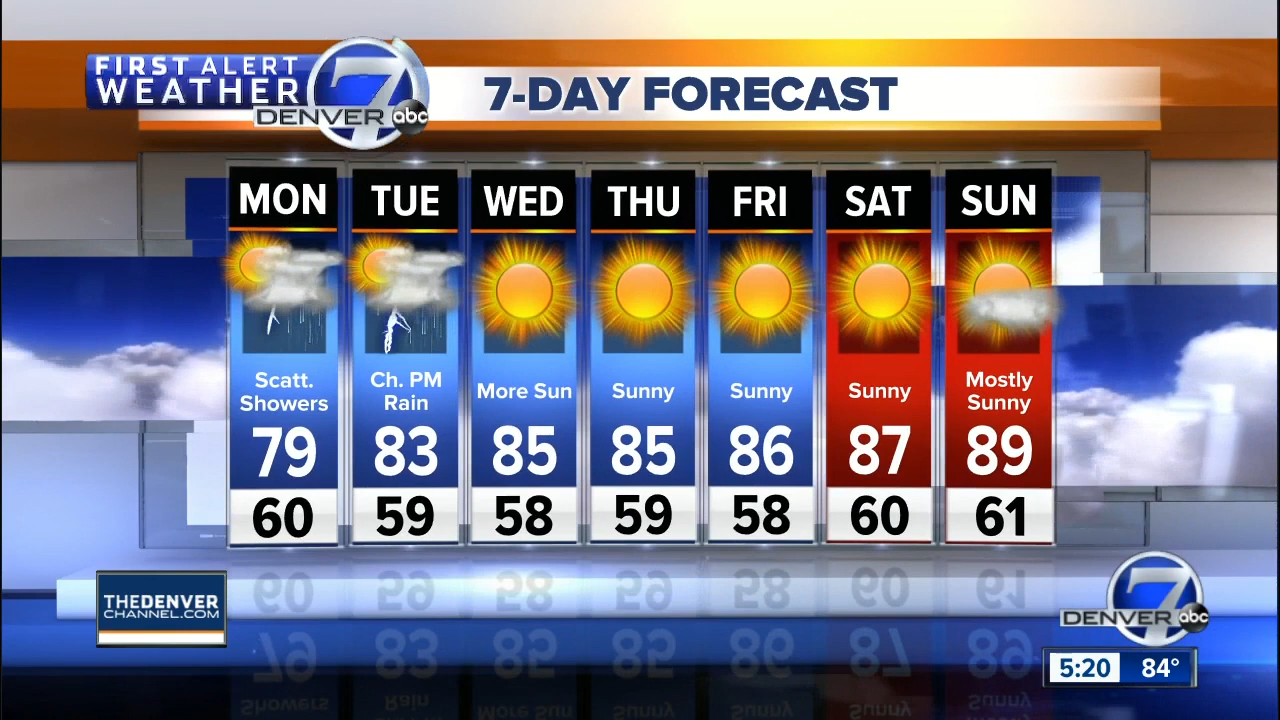 FIRST ALERT
WEATHER
7
DENVER abc
7-DAY FORECAST
MON TUE WED THU FRI SAT SUN
Scatt. Showers
Ch. PM Rain
More Sun
Sunny
Sunny
Sunny
Mostly Sunny
79 83 85 85 86 87 89
60 59 58 59 58 60 61
THEDENVER
CHANNEL.COM
7
DENVER abc
5:20 84°